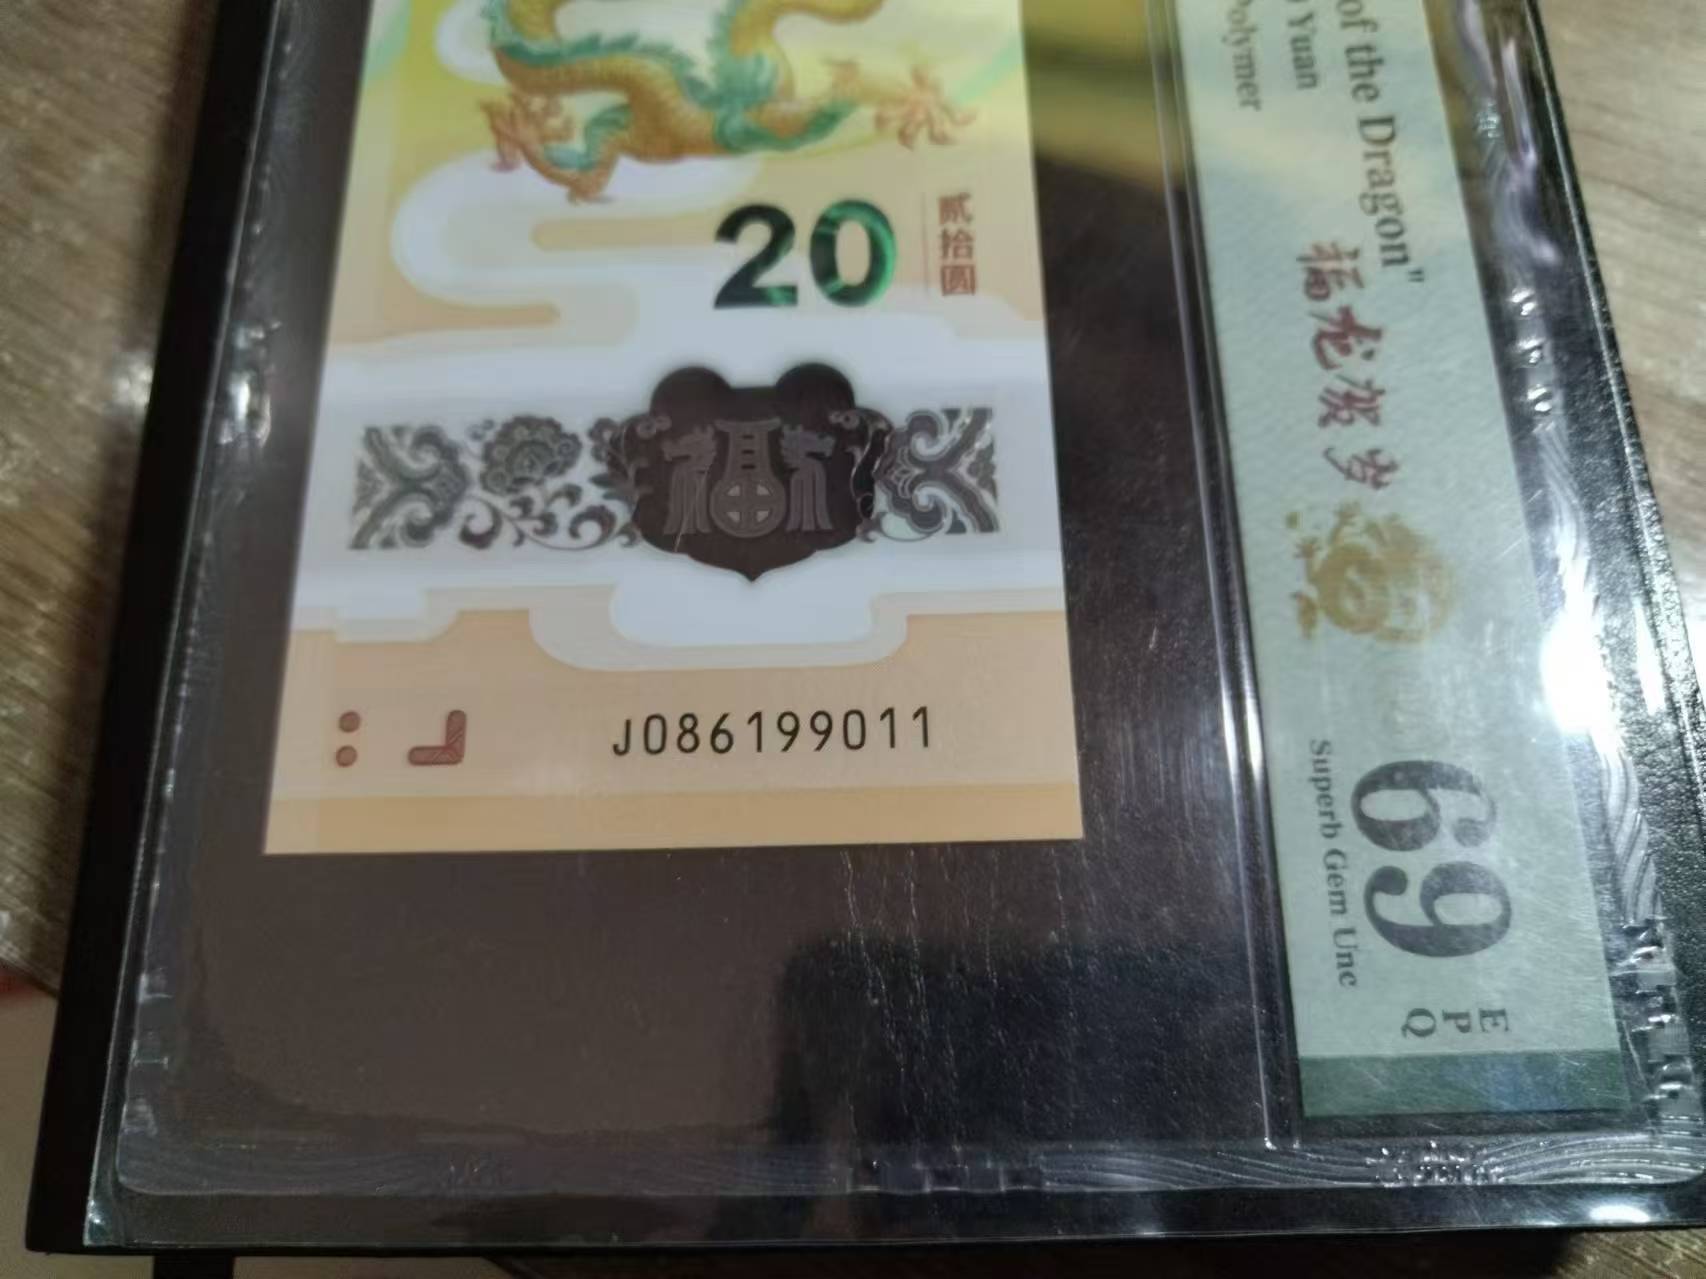 20
贰拾圆
福
J086199011
of the Dragon"
Yuan
Polymer
福龙贺岁
69
EPQ
Superb Gem Unc